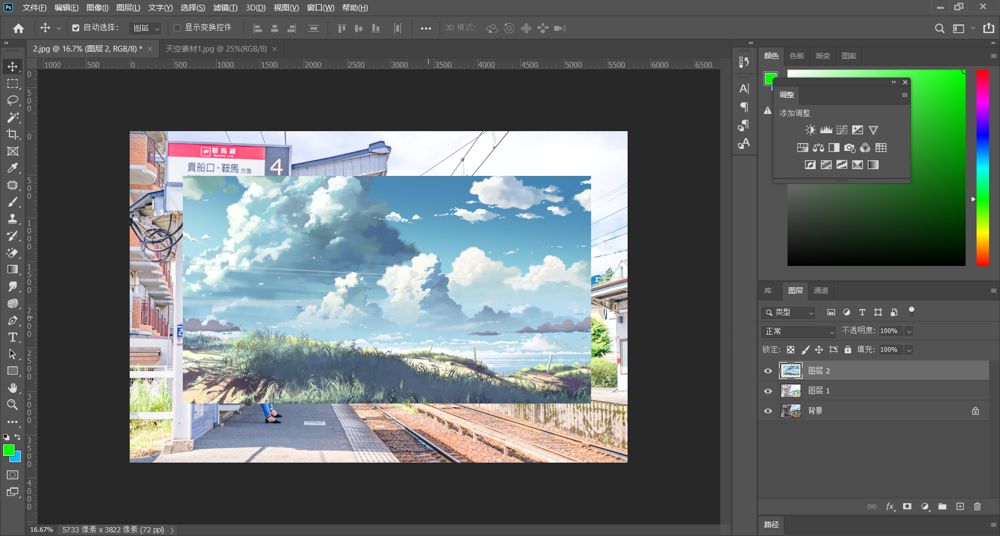 Ps 文件(F) 编辑(E) 图像(I) 图层(L) 文字(Y) 选择(S) 滤镜(T) 3D(D) 视图(V) 窗口(W) 帮助(H)
自动选择: 图层 显示变换控件 3D 模式:
2.jpg @ 16.7% (图层 2, RGB/8) * × 天空素材1.jpg @ 25%(RGB/8) ×
1000 500 0 500 1000 1500 2000 2500 3000 3500 4000 4500 5000 5500 6000 6500
0
500
0
500
1000
1500
2000
2500
3000
3500
4000
鞍馬線
Kurama Line
貴船口・鞍馬 方面
4
颜色 色板 渐变 图案
调整
添加调整
库 图层 通道
类型
正常 不透明度: 100%
锁定: 填充: 100%
图层 2
图层 1
背景
fx
路径
16.67% 5733 像素 x 3822 像素 (72 ppi)